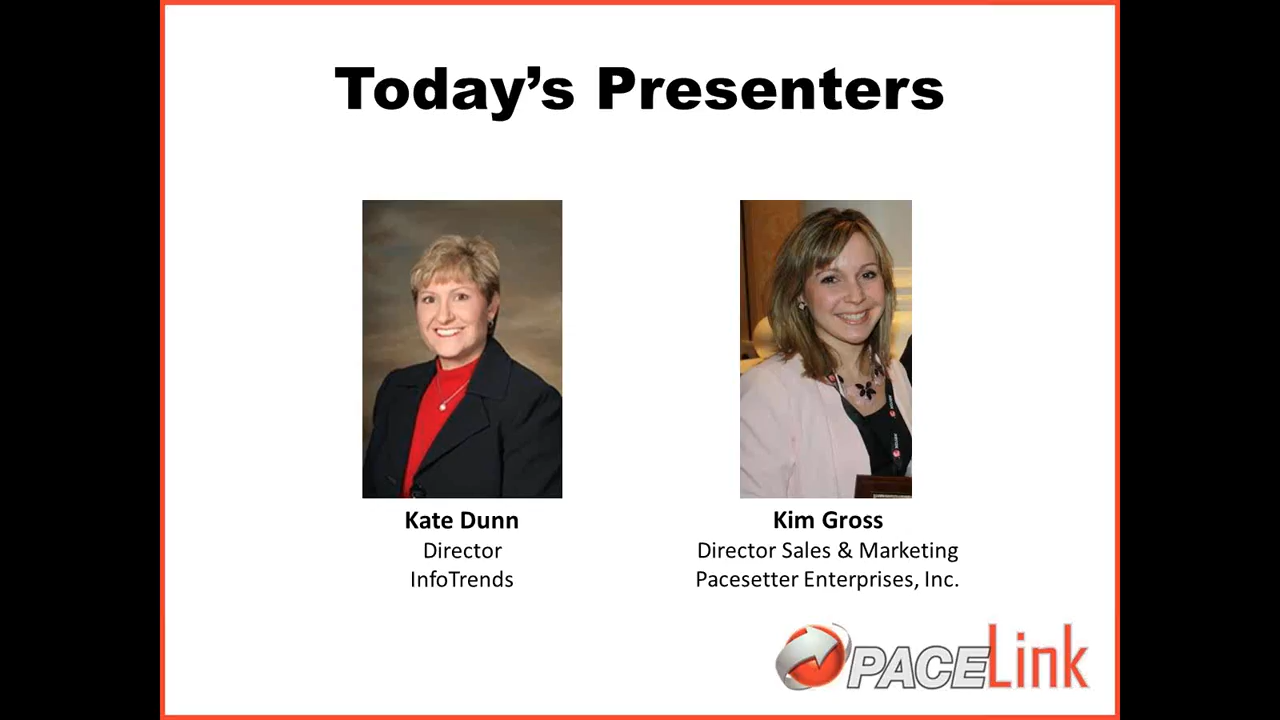 Today's Presenters
Kate Dunn
Director
InfoTrends
Kim Gross
Director Sales & Marketing
Pacesetter Enterprises, Inc.
PACELink